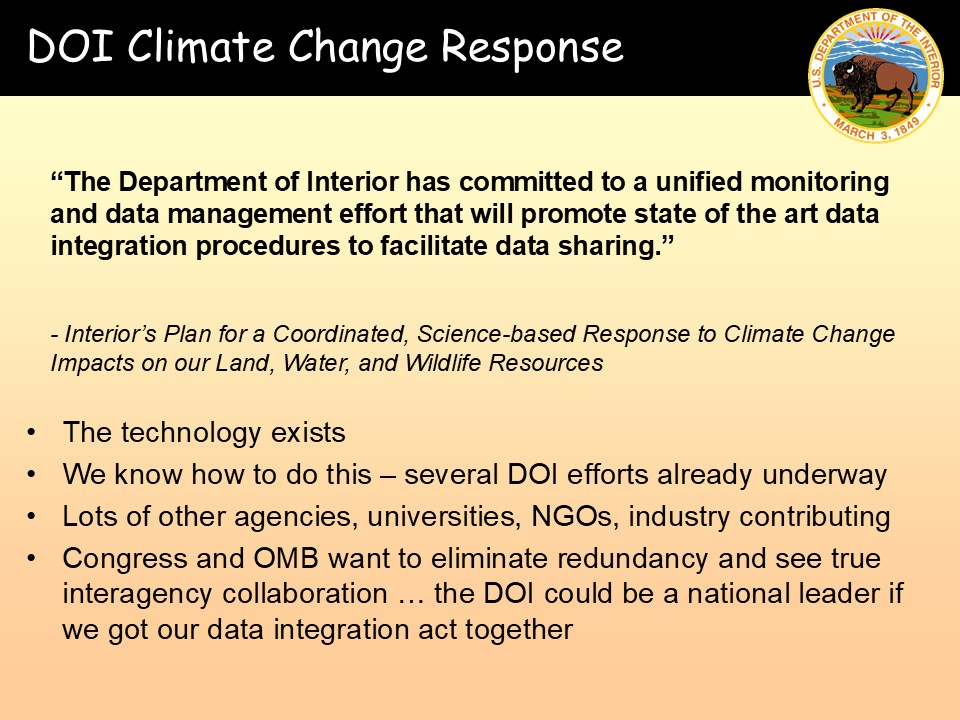 DOI Climate Change Response
U.S. DEPARTMENT OF THE INTERIOR
MARCH 3, 1849
“The Department of Interior has committed to a unified monitoring
and data management effort that will promote state of the art data
integration procedures to facilitate data sharing.”
- Interior’s Plan for a Coordinated, Science-based Response to Climate Change
Impacts on our Land, Water, and Wildlife Resources
• The technology exists
• We know how to do this – several DOI efforts already underway
• Lots of other agencies, universities, NGOs, industry contributing
• Congress and OMB want to eliminate redundancy and see true
interagency collaboration … the DOI could be a national leader if
we got our data integration act together